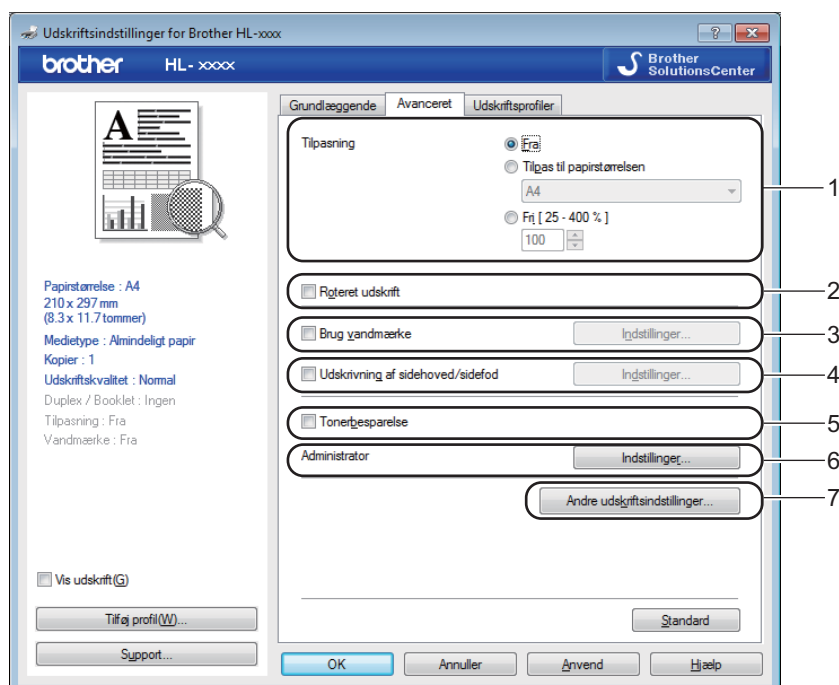 Udskriftsindstillinger for Brother HL-xxxx
brother HL- xxxx
Brother
SolutionsCenter
Grundlæggende Avanceret Udskriftsprofiler
Tilpasning
Fra
Tilpas til papirstørrelsen
A4
Fri [ 25 - 400 % ]
100
1
Roteret udskrift
2
Brug vandmærke Indstillinger...
3
Udskrivning af sidehoved/sidefod Indstillinger...
4
Tonerbesparelse
5
Administrator Indstillinger...
6
Andre udskriftsindstillinger...
7
A
Papirstørrelse : A4
210 x 297 mm
(8.3 x 11.7 tommer)
Medietype : Almindeligt papir
Kopier : 1
Udskriftskvalitet : Normal
Duplex / Booklet : Ingen
Tilpasning : Fra
Vandmærke : Fra
Vis udskrift(G)
Tilføj profil(W)...
Support...
Standard
OK Annuller Anvend Hjælp